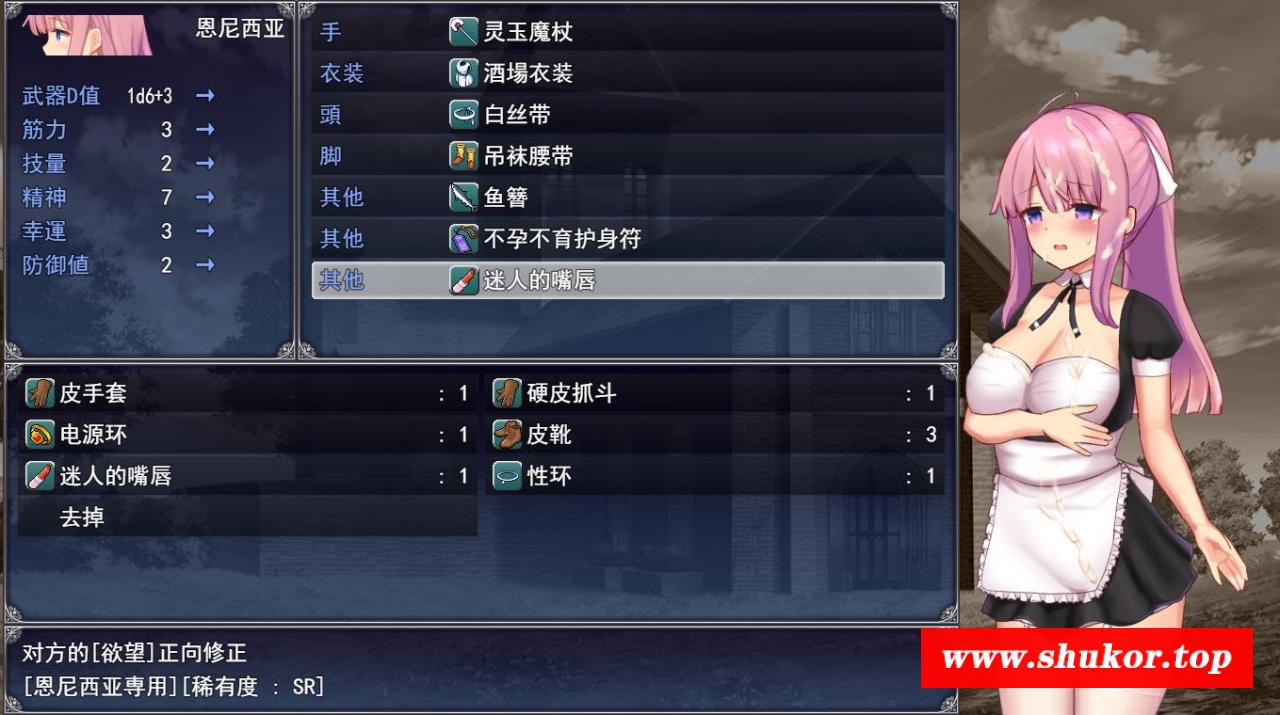 恩尼西亚
武器D值 1d6+3 →
筋力 3 →
技量 2 →
精神 7 →
幸運 3 →
防御値 2 →
手 灵玉魔杖
衣装 酒場衣装
頭 白丝带
脚 吊袜腰带
其他 鱼簪
其他 不孕不育护身符
其他 迷人的嘴唇
皮手套 : 1 硬皮抓斗 : 1
电源环 : 1 皮靴 : 3
迷人的嘴唇 : 1 性环 : 1
去掉
对方的[欲望]正向修正
[恩尼西亚専用][稀有度 : SR]
www.shukor.top